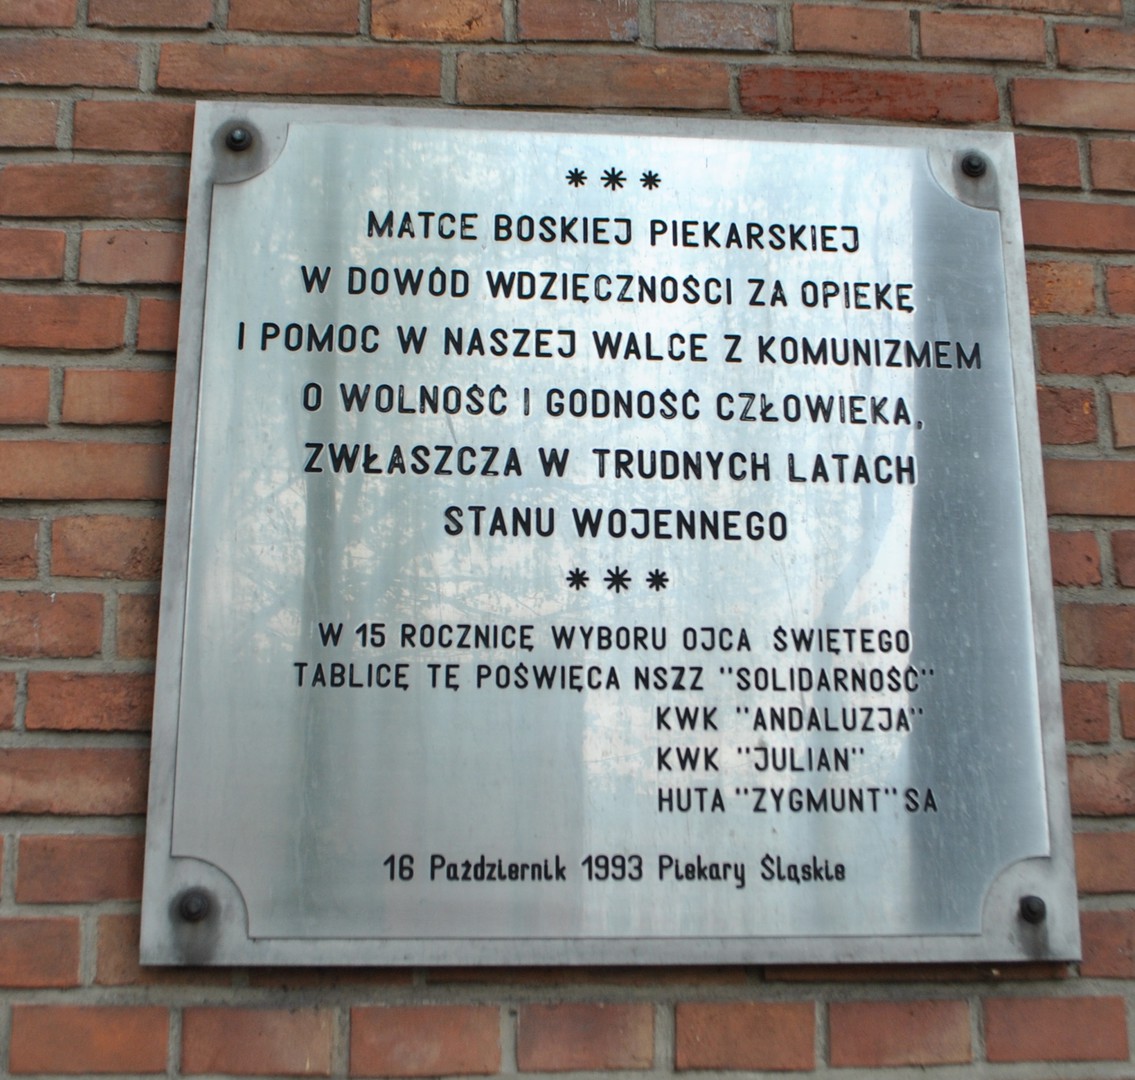 * * *
MATCE BOSKIEJ PIEKARSKIEJ
W DOWÓD WDZIĘCZNOŚCI ZA OPIEKĘ
I POMOC W NASZEJ WALCE Z KOMUNIZMEM
O WOLNOŚĆ I GODNOŚĆ CZŁOWIEKA,
ZWŁASZCZA W TRUDNYCH LATACH
STANU WOJENNEGO
* * *
W 15 ROCZNICĘ WYBORU OJCA ŚWIĘTEGO
TABLICĘ TĘ POŚWIĘCA NSZZ "SOLIDARNOŚĆ"
KWK "ANDALUZJA"
KWK "JULIAN"
HUTA "ZYGMUNT" SA
16 Październik 1993 Piekary Śląskie